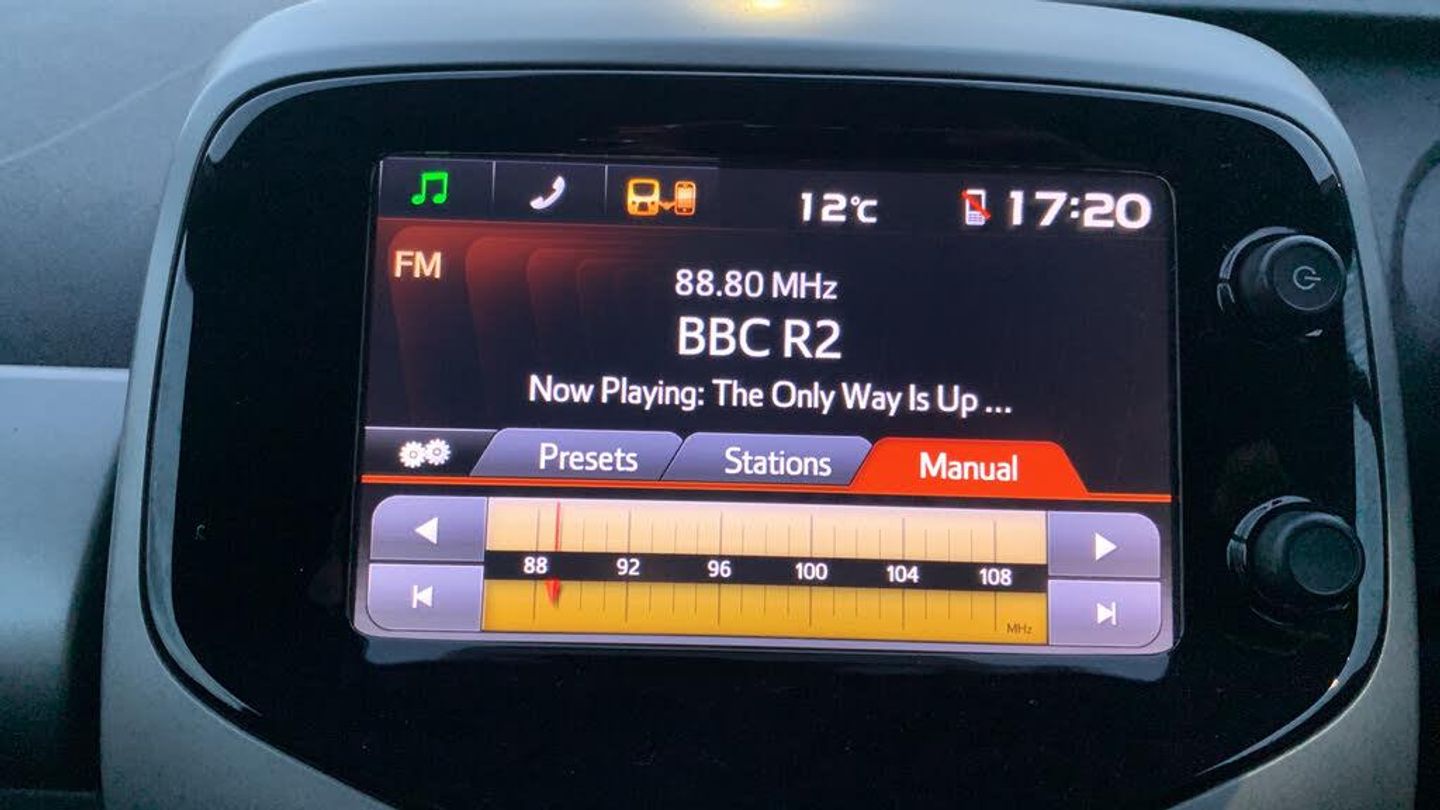 12°C
17:20
FM
88.80 MHz
BBC R2
Now Playing: The Only Way Is Up ...
Presets Stations Manual
88 92 96 100 104 108
MHz